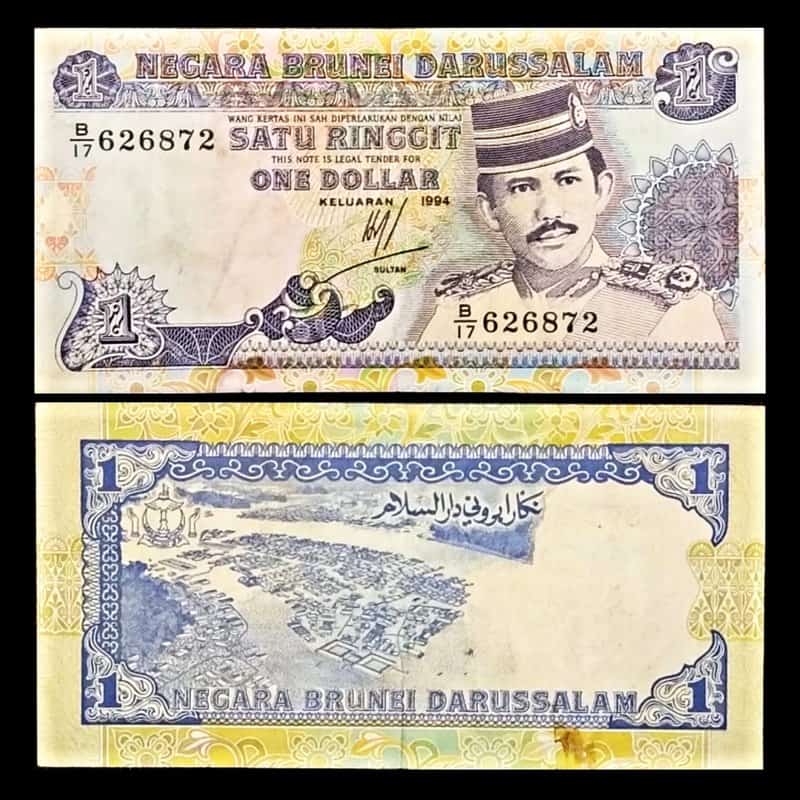 NEGARA BRUNEI DARUSSALAM
1
1
B/17 626872
WANG KERTAS INI SAH DIPERLAKUKAN DENGAN NILAI
SATU RINGGIT
THIS NOTE IS LEGAL TENDER FOR
ONE DOLLAR
KELUARAN 1994
SULTAN
1
B/17 626872
1
1
نݢارا بروني دارالسلام
1
1
NEGARA BRUNEI DARUSSALAM